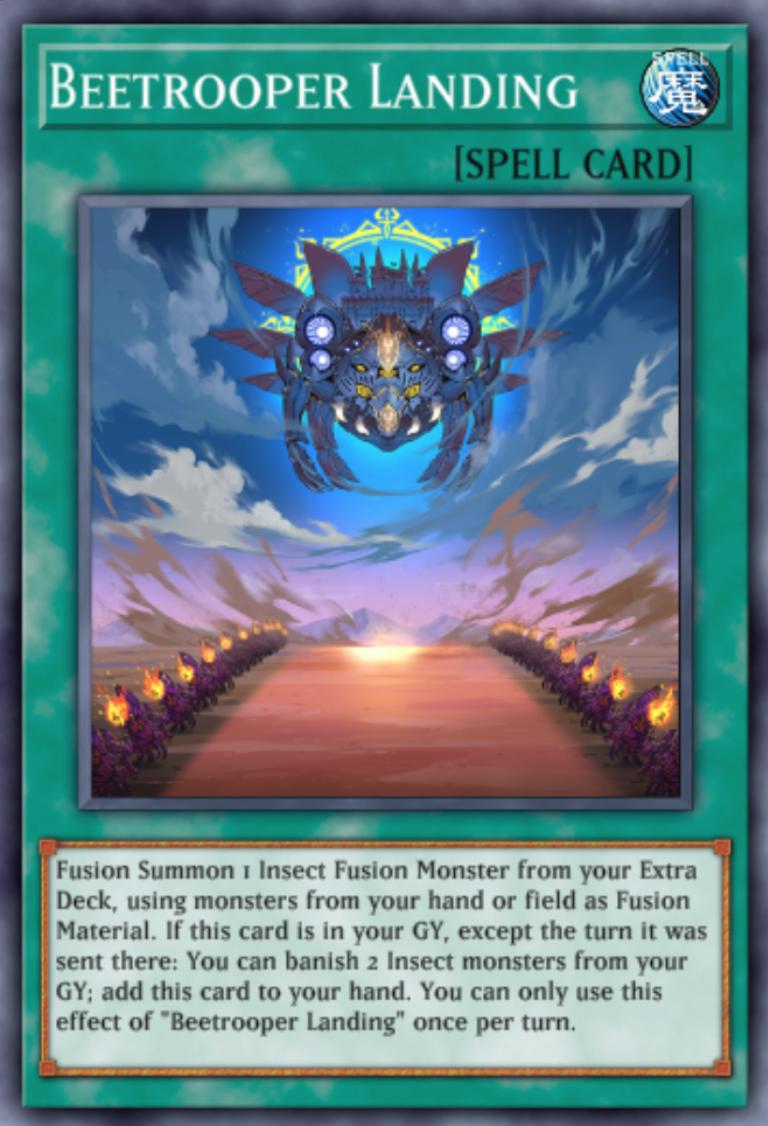 Beetrooper Landing
SPELL
魔
[SPELL CARD]
Fusion Summon 1 Insect Fusion Monster from your Extra
Deck, using monsters from your hand or field as Fusion
Material. If this card is in your GY, except the turn it was
sent there: You can banish 2 Insect monsters from your
GY; add this card to your hand. You can only use this
effect of "Beetrooper Landing" once per turn.